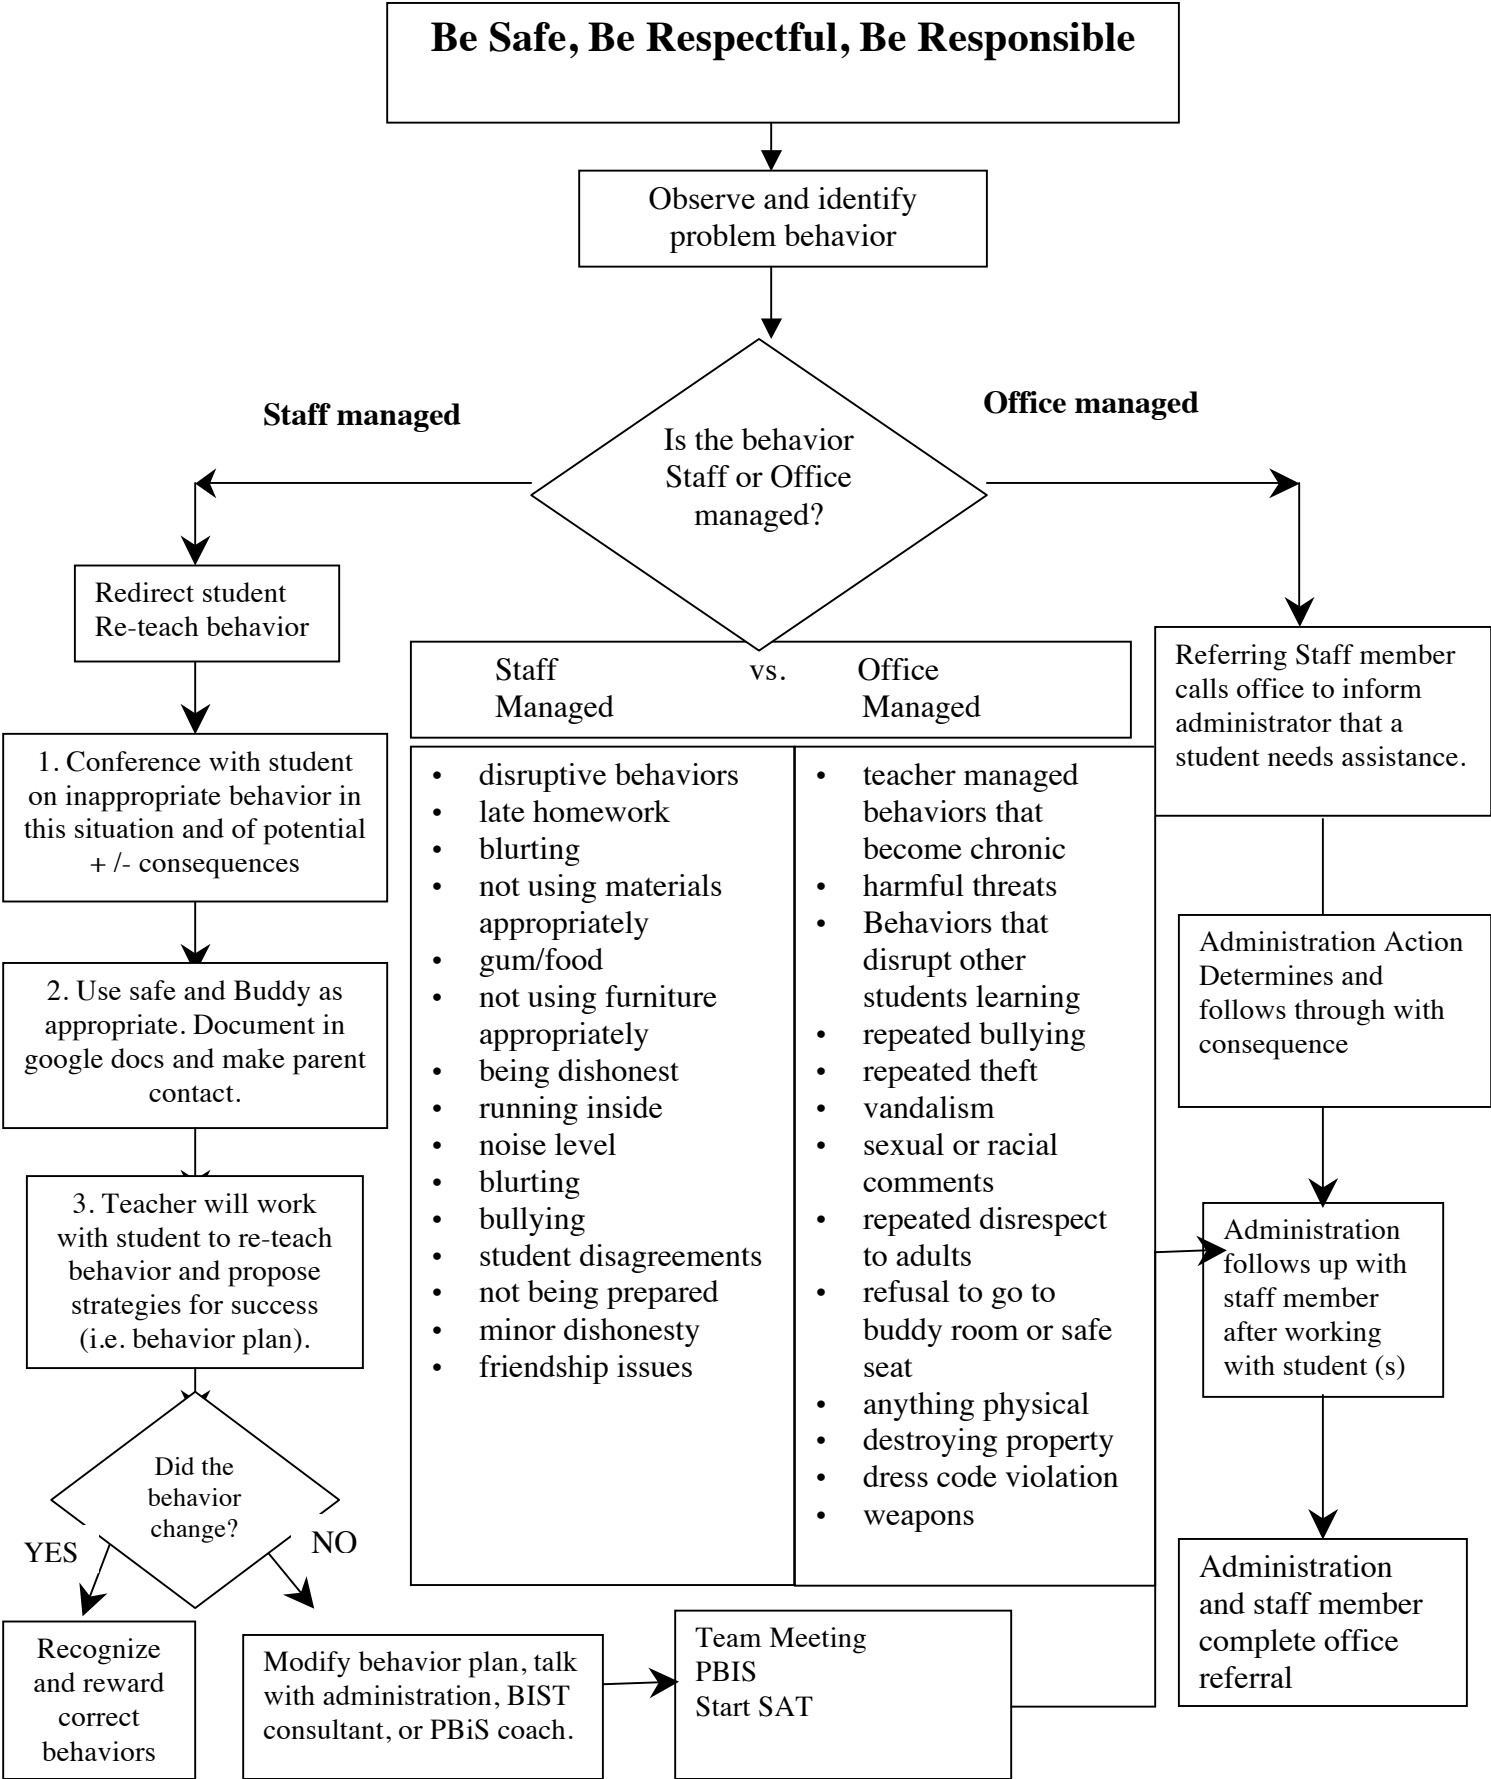 Be Safe, Be Respectful, Be Responsible
Observe and identify
problem behavior
Staff managed
Office managed
Is the behavior
Staff or Office
managed?
Redirect student
Re-teach behavior
1. Conference with student
on inappropriate behavior in
this situation and of potential
+ /- consequences
2. Use safe and Buddy as
appropriate. Document in
google docs and make parent
contact.
3. Teacher will work
with student to re-teach
behavior and propose
strategies for success
(i.e. behavior plan).
Did the
behavior
change?
YES
NO
Recognize
and reward
correct
behaviors
Modify behavior plan, talk
with administration, BIST
consultant, or PBiS coach.
Team Meeting
PBIS
Start SAT
Staff vs. Office
Managed Managed
• disruptive behaviors
• late homework
• blurting
• not using materials
appropriately
• gum/food
• not using furniture
appropriately
• being dishonest
• running inside
• noise level
• blurting
• bullying
• student disagreements
• not being prepared
• minor dishonesty
• friendship issues
• teacher managed
behaviors that
become chronic
• harmful threats
• Behaviors that
disrupt other
students learning
• repeated bullying
• repeated theft
• vandalism
• sexual or racial
comments
• repeated disrespect
to adults
• refusal to go to
buddy room or safe
seat
• anything physical
• destroying property
• dress code violation
• weapons
Referring Staff member
calls office to inform
administrator that a
student needs assistance.
Administration Action
Determines and
follows through with
consequence
Administration
follows up with
staff member
after working
with student (s)
Administration
and staff member
complete office
referral